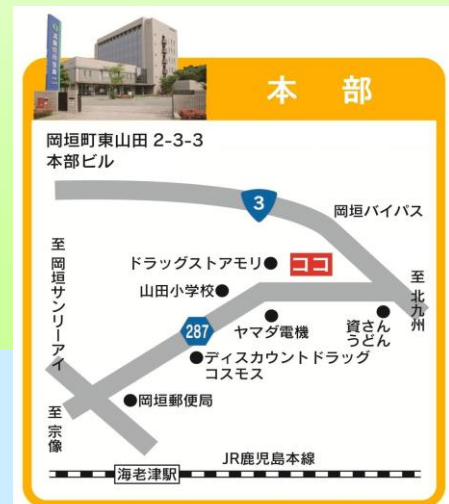 本 部
岡垣町東山田 2-3-3
本部ビル
3
岡垣バイパス
至 岡垣サンリーアイ
ドラッグストアモリ
ココ
至 北九州
山田小学校
287
ヤマダ電機
資さん
うどん
ディスカウントドラッグ
コスモス
岡垣郵便局
至 宗像
JR鹿児島本線
海老津駅